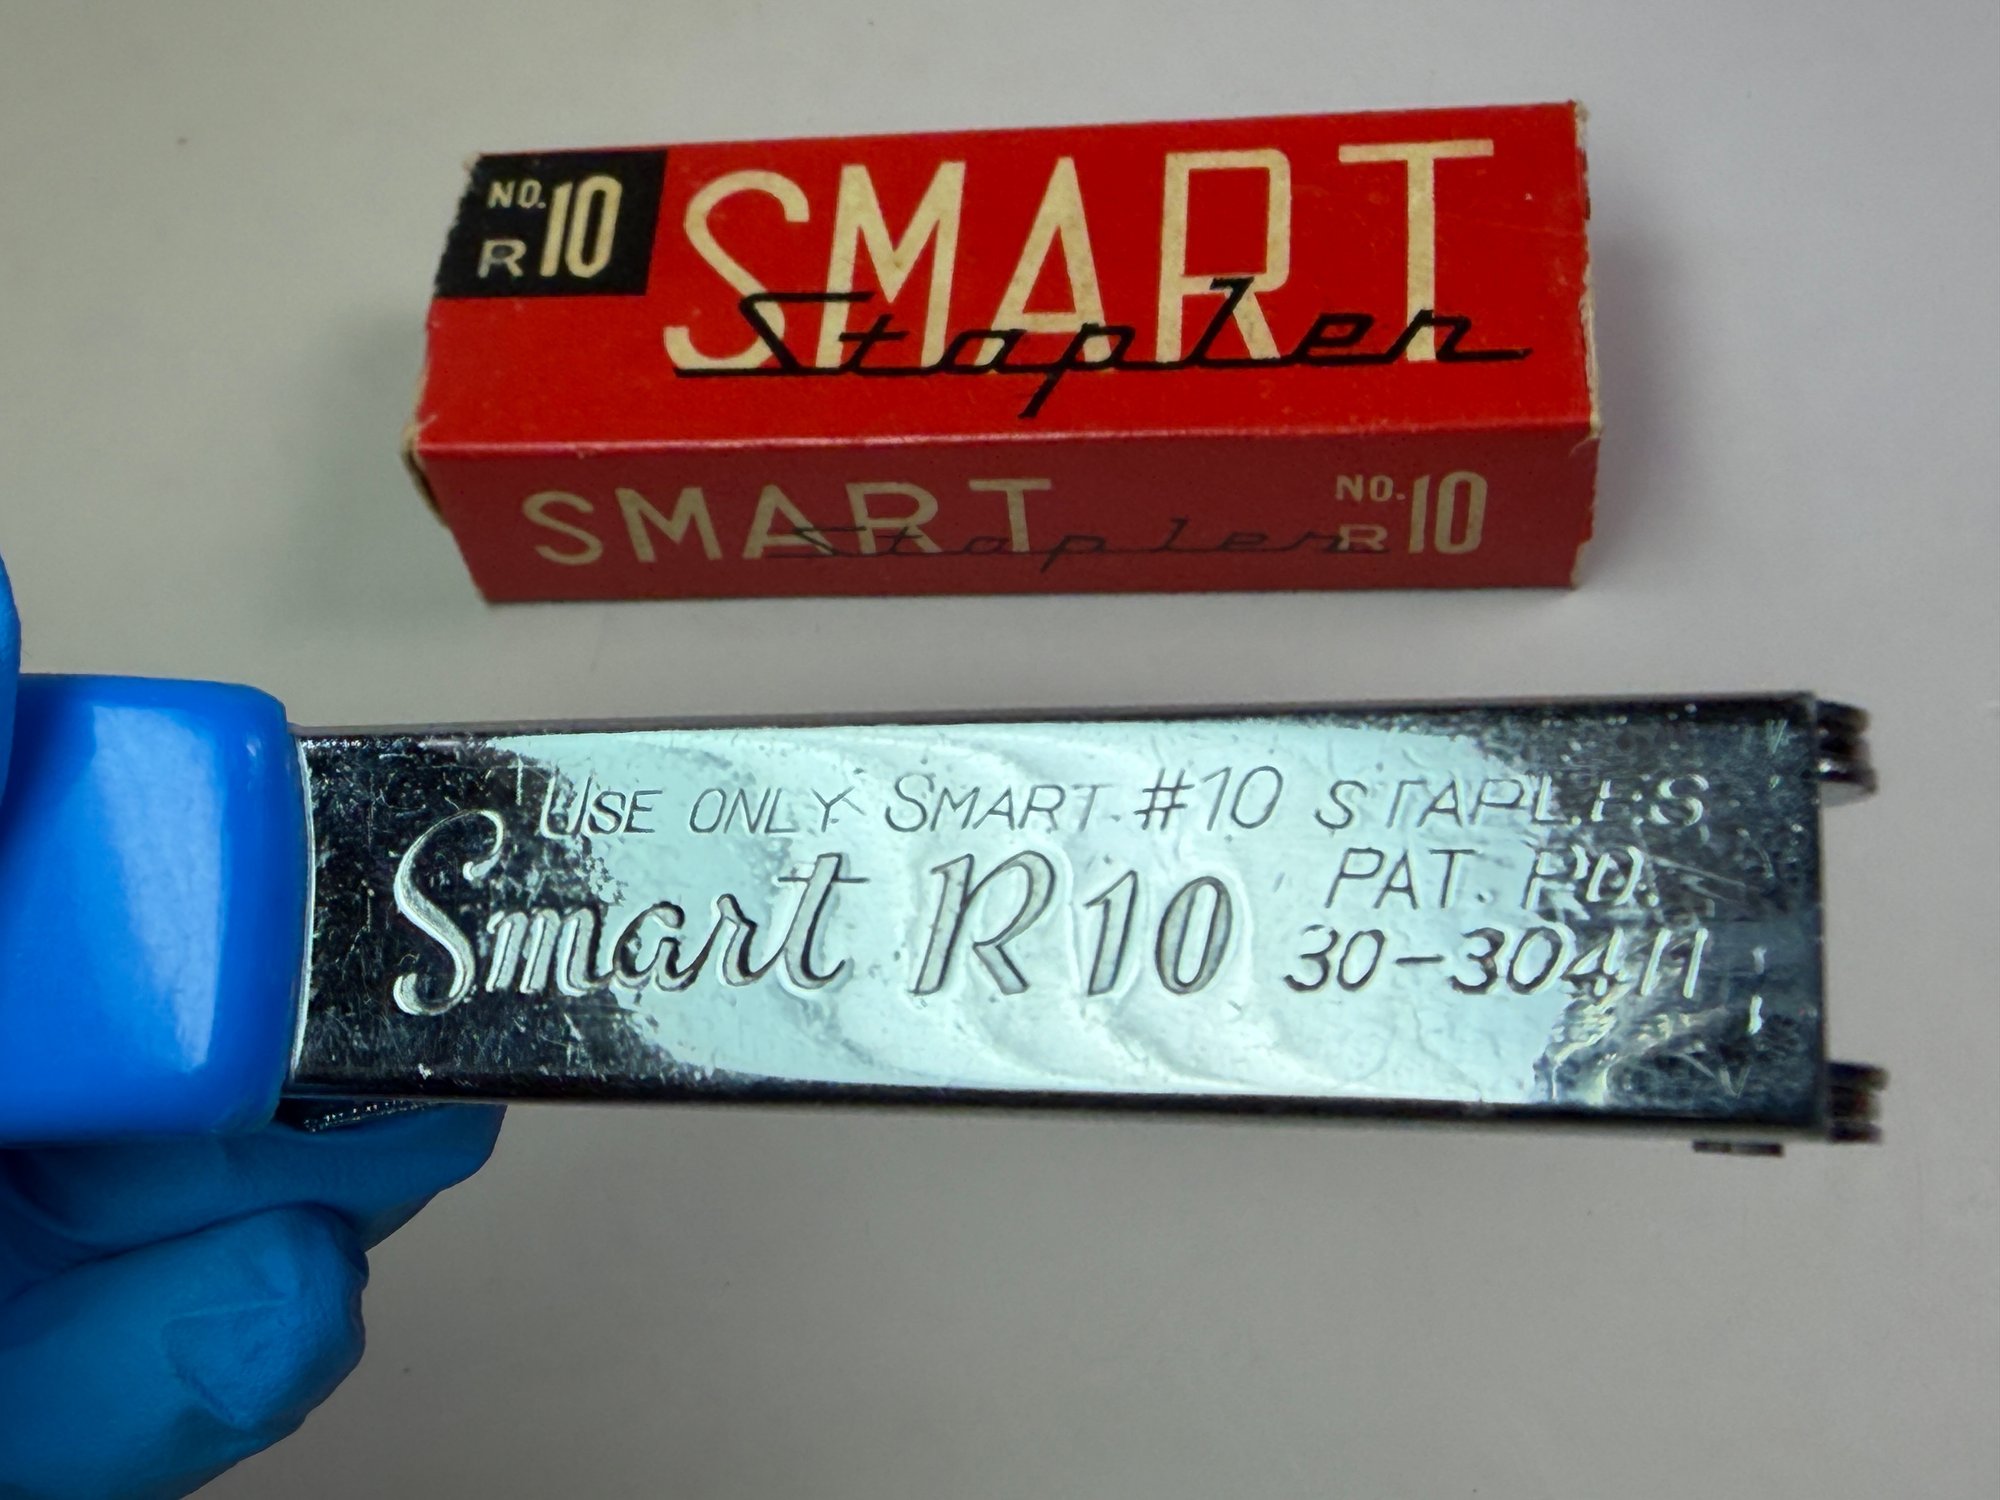 NO.
R 10
SMART
Stapler
SMART
Stapler
NO.
R 10
USE ONLY SMART #10 STAPLES
Smart R10
PAT. PD.
30-30411